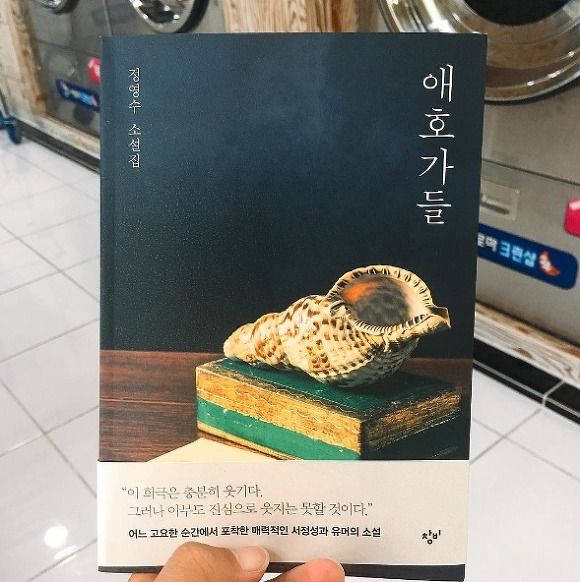 애호가들
정영수 소설집
"이 희극은 충분히 웃기다.
그러나 아무도 진심으로 웃지는 못할 것이다."
어느 고요한 순간에서 포착한 매력적인 서정성과 유머의 소설
창비
크린샵